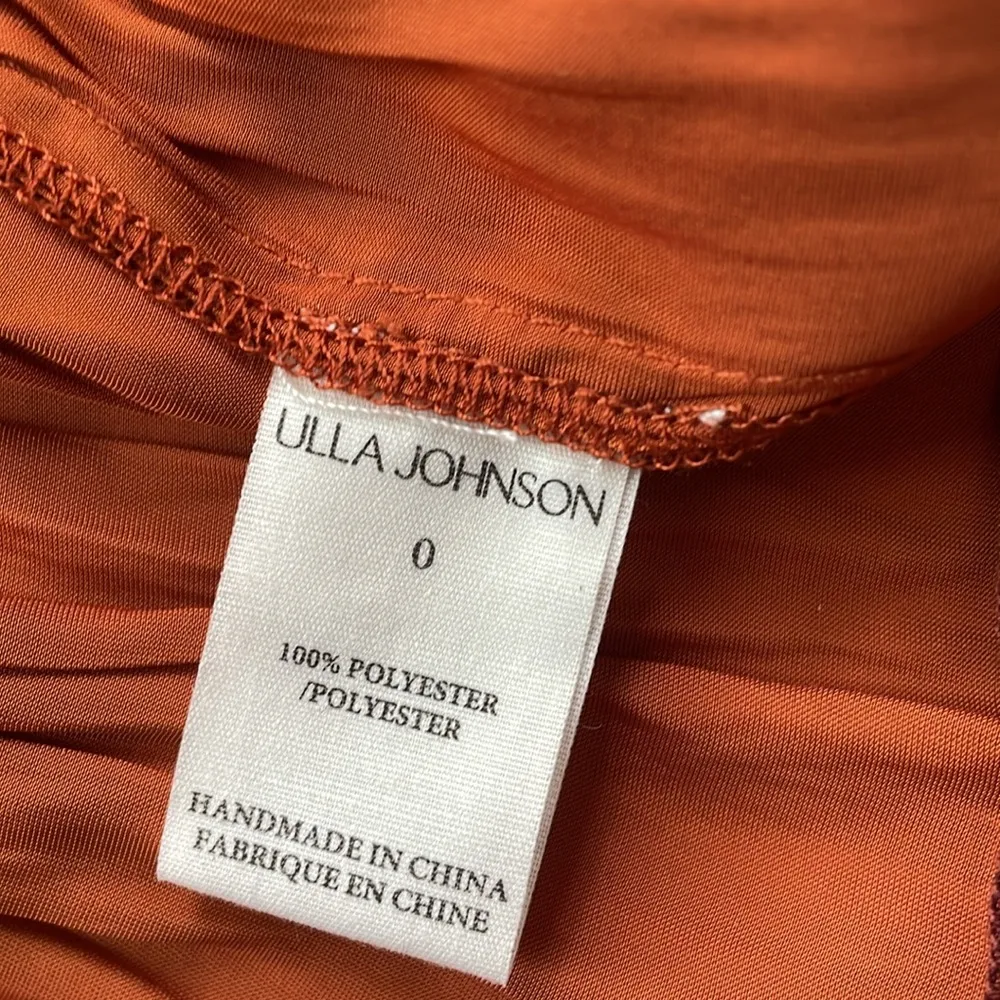 ULLA JOHNSON
0
100% POLYESTER
/POLYESTER
HANDMADE IN CHINA
FABRIQUE EN CHINE